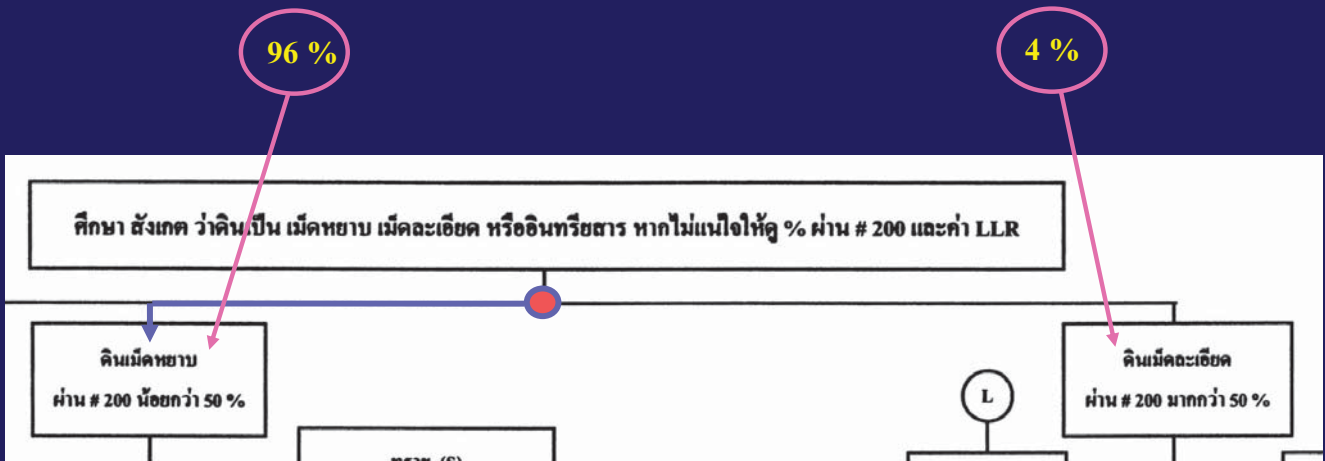 96 %
4 %
ศึกษา สังเกต ว่าดินเป็น เม็ดหยาบ เม็ดละเอียด หรืออินทรียสาร หากไม่แน่ใจให้ดู % ผ่าน # 200 และค่า LLR
ดินเม็ดหยาบ
ผ่าน # 200 น้อยกว่า 50 %
ดินเม็ดละเอียด
ผ่าน # 200 มากกว่า 50 %
L